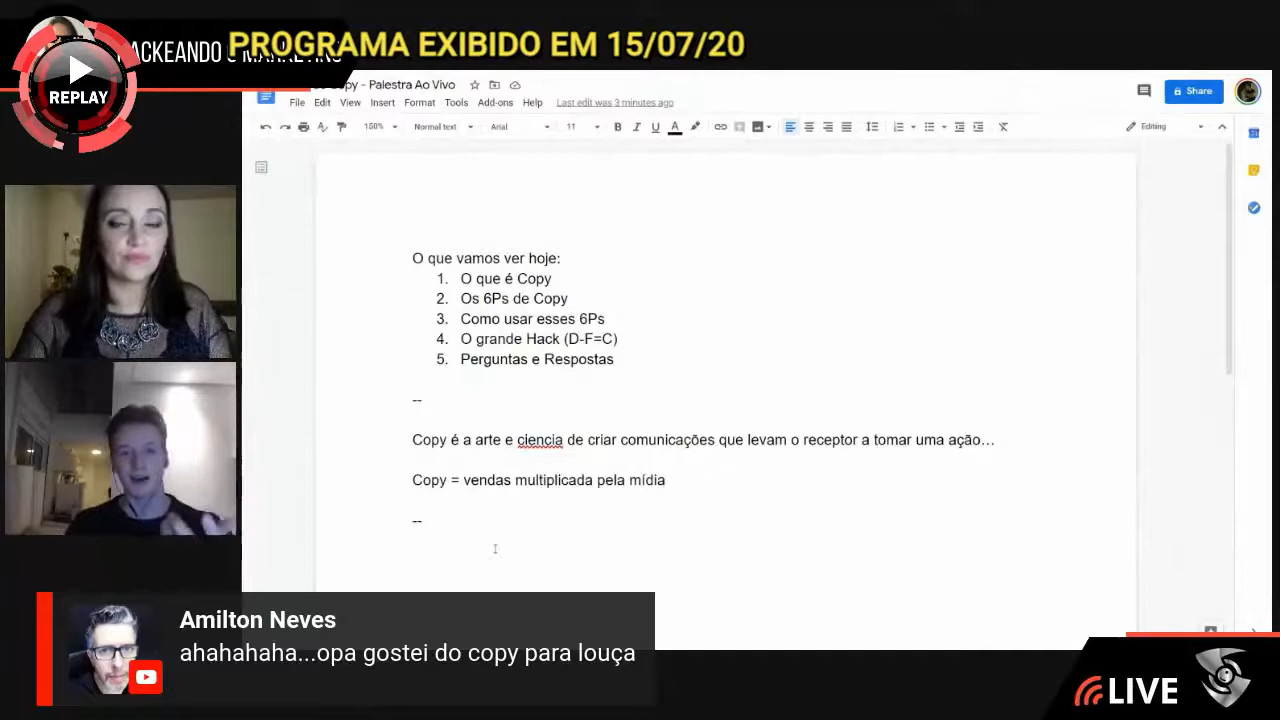 PROGRAMA EXIBIDO EM 15/07/20
REPLAY
Copy - Palestra Ao Vivo
File Edit View Insert Format Tools Add-ons Help Last edit was 3 minutes ago
Share
150% Normal text Arial 11 B I U A Editing
O que vamos ver hoje:
1. O que é Copy
2. Os 6Ps de Copy
3. Como usar esses 6Ps
4. O grande Hack (D-F=C)
5. Perguntas e Respostas
--
Copy é a arte e ciencia de criar comunicações que levam o receptor a tomar uma ação…
Copy = vendas multiplicada pela mídia
--
Amilton Neves
ahahahaha...opa gostei do copy para louça
LIVE